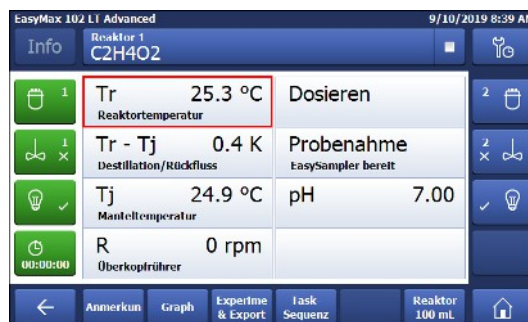 EasyMax 102 LT Advanced 9/10/2019 8:39 AM
Info
Reaktor 1
C2H4O2
1
Tr 25.3 °C
Reaktortemperatur
Dosieren
2
1
Tr - Tj 0.4 K
Destillation/Rückfluss
Probenahme
EasySampler bereit
2
Tj 24.9 °C
Manteltemperatur
pH 7.00
00:00:00
R 0 rpm
Überkopfrührer
Anmerkun
Graph
Experime
& Export
Task
Sequenz
Reaktor
100 mL